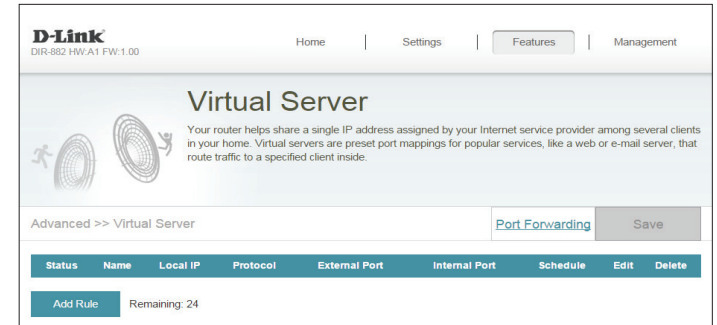 D-Link
DIR-882 HW:A1 FW:1.00
Home | Settings | Features | Management
Virtual Server
Your router helps share a single IP address assigned by your Internet service provider among several clients
in your home. Virtual servers are preset port mappings for popular services, like a web or e-mail server, that
route traffic to a specified client inside.
Advanced >> Virtual Server
Port Forwarding
Save
Status Name Local IP Protocol External Port Internal Port Schedule Edit Delete
Add Rule Remaining: 24